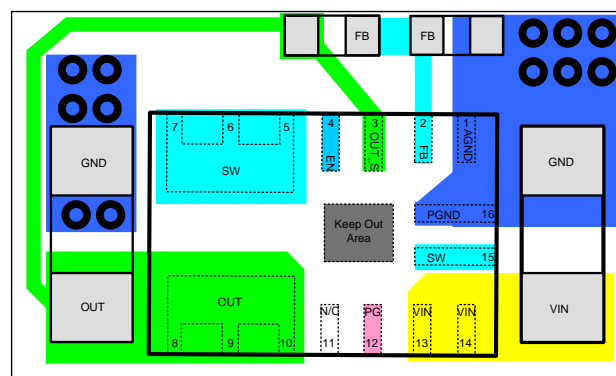 FB FB
7 6 5 4 3 2 1
EN OUT_S FB AGND
GND SW GND
PGND 16
Keep Out
Area
SW 15
OUT OUT VIN
N/C PG VIN VIN
8 9 10 11 12 13 14